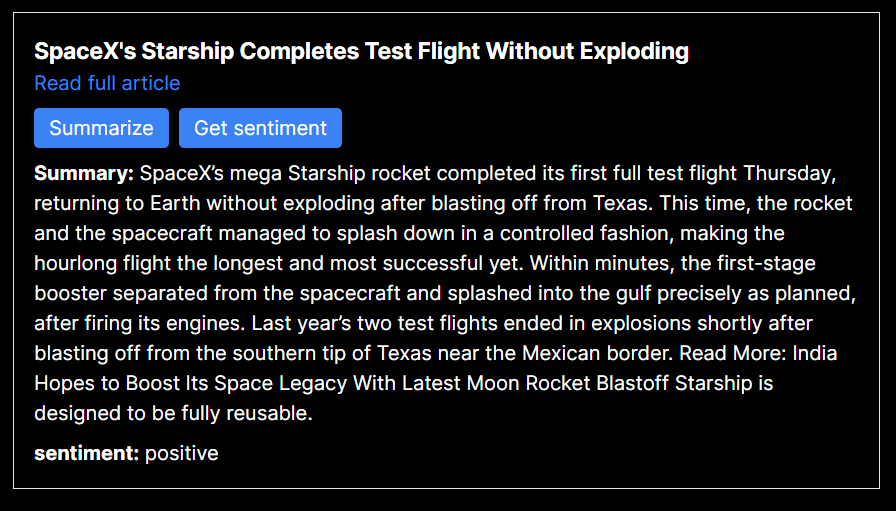 SpaceX's Starship Completes Test Flight Without Exploding
Read full article
Summarize Get sentiment
Summary: SpaceX’s mega Starship rocket completed its first full test flight Thursday,
returning to Earth without exploding after blasting off from Texas. This time, the rocket
and the spacecraft managed to splash down in a controlled fashion, making the
hourlong flight the longest and most successful yet. Within minutes, the first-stage
booster separated from the spacecraft and splashed into the gulf precisely as planned,
after firing its engines. Last year’s two test flights ended in explosions shortly after
blasting off from the southern tip of Texas near the Mexican border. Read More: India
Hopes to Boost Its Space Legacy With Latest Moon Rocket Blastoff Starship is
designed to be fully reusable.
sentiment: positive